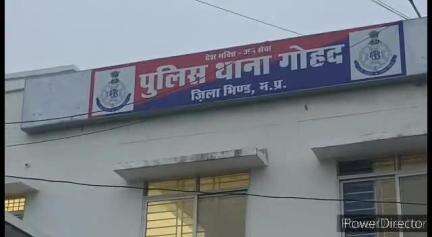 देश भक्ति - जन सेवा
पुलिस थाना गोहद
ज़िला भिण्ड, म.प्र.
PowerDirector